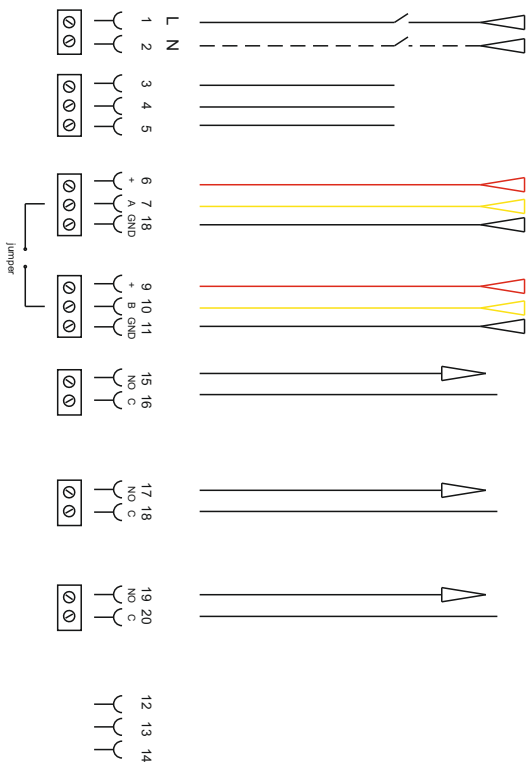 1 L
2 N
3
4
5
6 +
7 A
18 GND
jumper
9 +
10 B
11 GND
15 NO
16 C
17 NO
18 C
19 NO
20 C
12
13
14